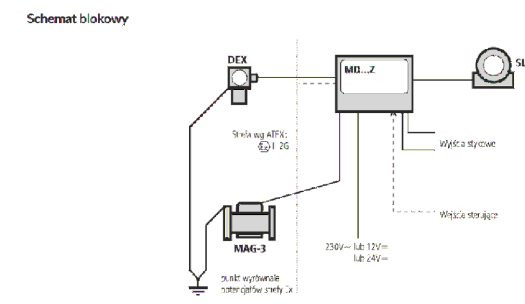 Schemat blokowy
DEX
MD...Z
SL
Strefa wg ATEX:
II 2G
Wyjścia stykowe
Wejście sterujące
MAG-3
230V~ lub 12V=
lub 24V=
punkt wyrównania
potencjałów strefy Ex